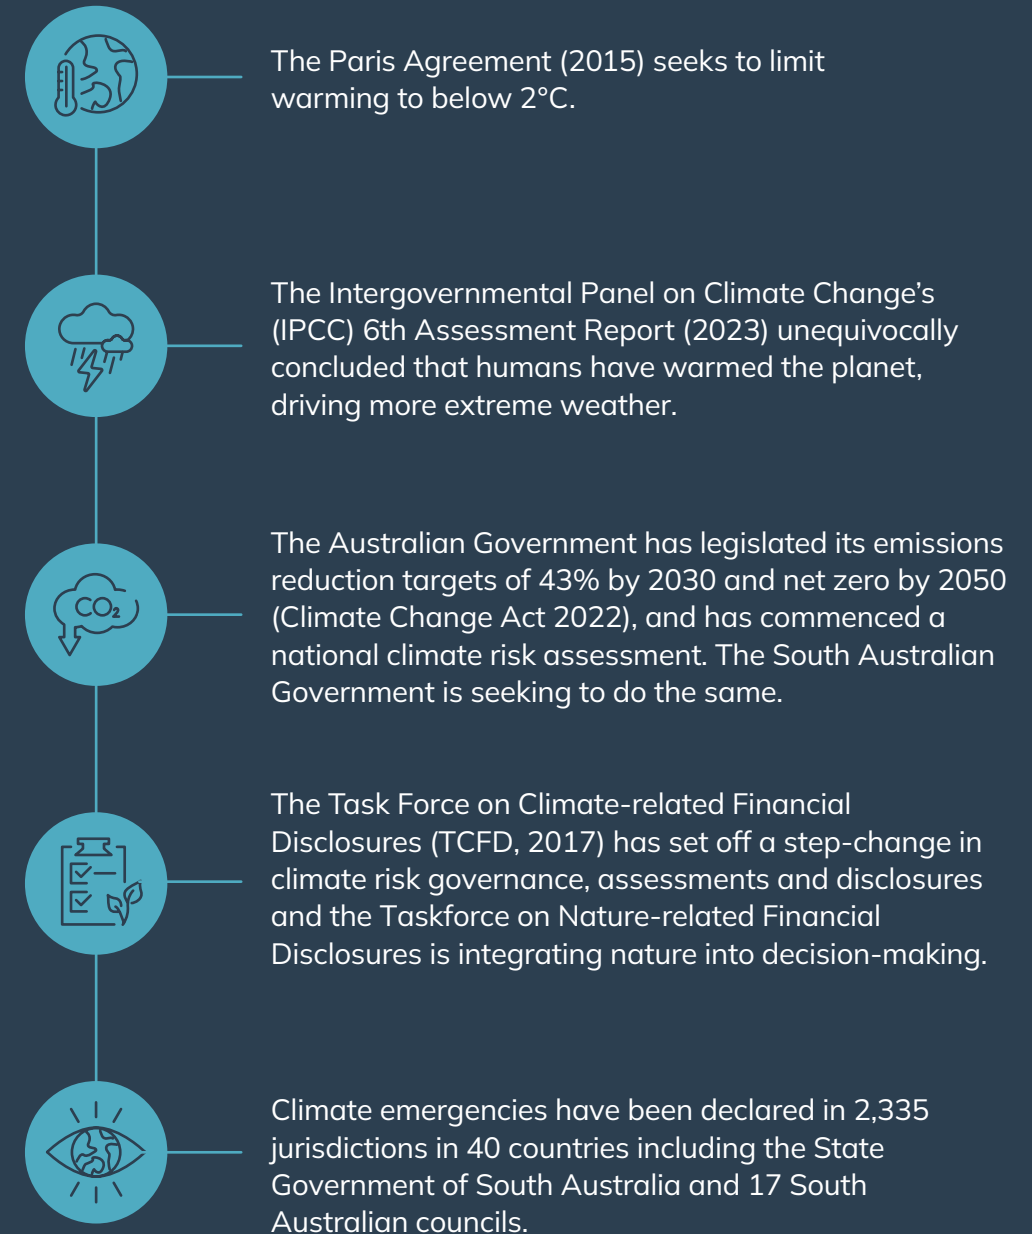 The Paris Agreement (2015) seeks to limit
warming to below 2°C.
The Intergovernmental Panel on Climate Change’s
(IPCC) 6th Assessment Report (2023) unequivocally
concluded that humans have warmed the planet,
driving more extreme weather.
CO₂
The Australian Government has legislated its emissions
reduction targets of 43% by 2030 and net zero by 2050
(Climate Change Act 2022), and has commenced a
national climate risk assessment. The South Australian
Government is seeking to do the same.
The Task Force on Climate-related Financial
Disclosures (TCFD, 2017) has set off a step-change in
climate risk governance, assessments and disclosures
and the Taskforce on Nature-related Financial
Disclosures is integrating nature into decision-making.
Climate emergencies have been declared in 2,335
jurisdictions in 40 countries including the State
Government of South Australia and 17 South
Australian councils.